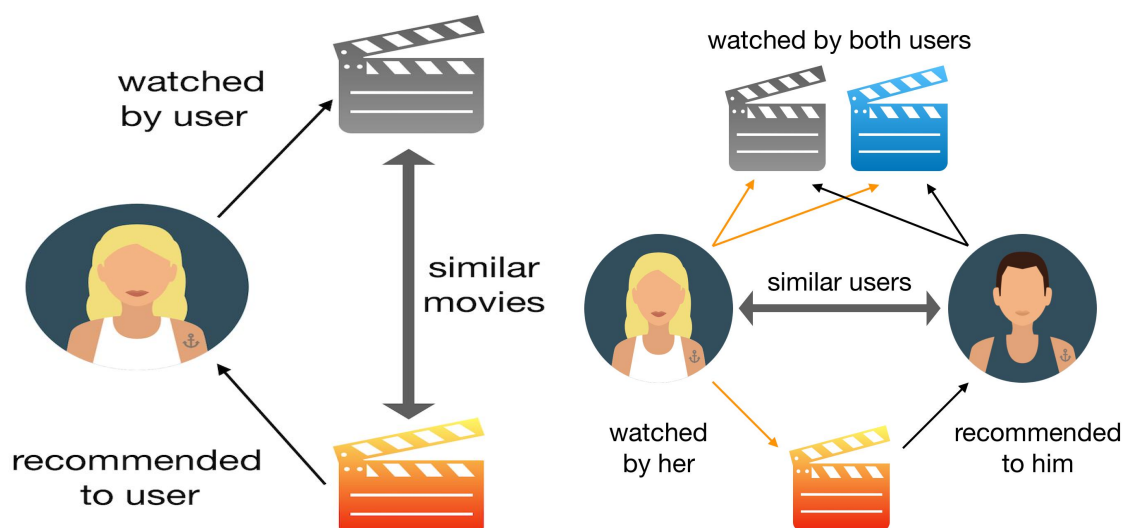 watched
by user
similar
movies
recommended
to user
watched by both users
similar users
watched
by her
recommended
to him